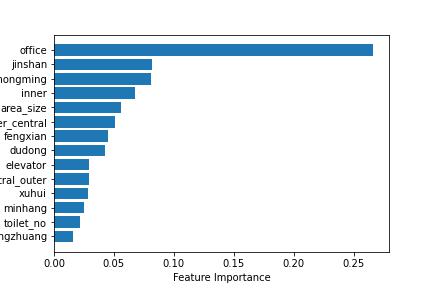 office
jinshan
hongming
inner
area_size
er_central
fengxian
dudong
elevator
tral_outer
xuhui
minhang
toilet_no
ngzhuang
0.00 0.05 0.10 0.15 0.20 0.25
Feature Importance